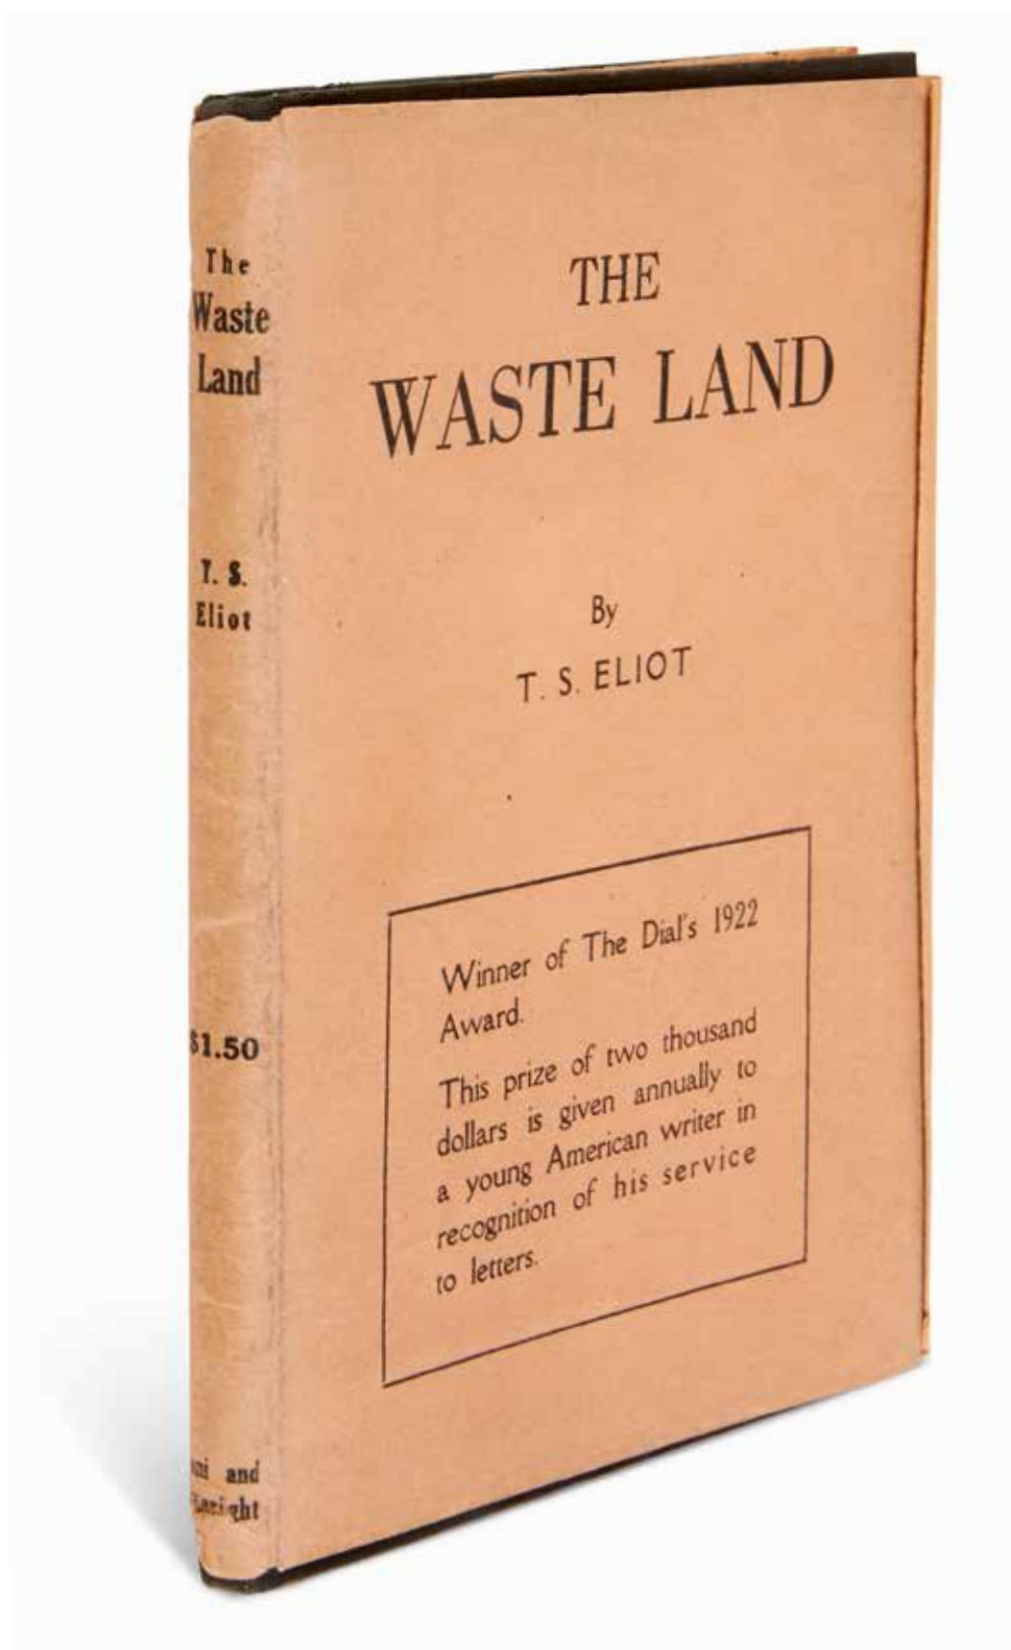 The
Waste
Land
T. S.
Eliot
$1.50
and
THE
WASTE LAND
By
T. S. ELIOT
Winner of The Dial's 1922
Award.
This prize of two thousand
dollars is given annually to
a young American writer in
recognition of his service
to letters.